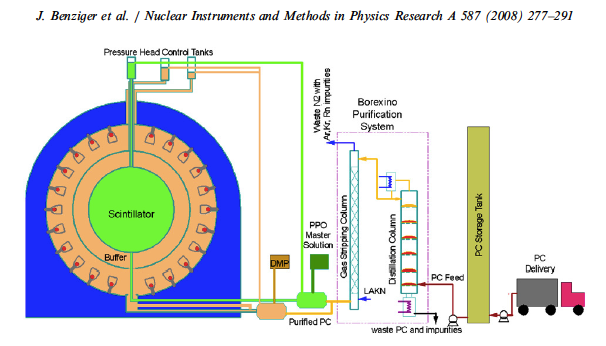 J. Benziger et al. / Nuclear Instruments and Methods in Physics Research A 587 (2008) 277–291
Pressure Head Control Tanks
Waste N2 with
Ar,Kr, Rn impurities
Borexino
Purification
System
Scintillator
Buffer
DMP
PPO
Master
Solution
Gas Stripping Column
Distillation Column
PC Storage Tank
PC
Delivery
PC Feed
LAKN
Purified PC
waste PC and impurities